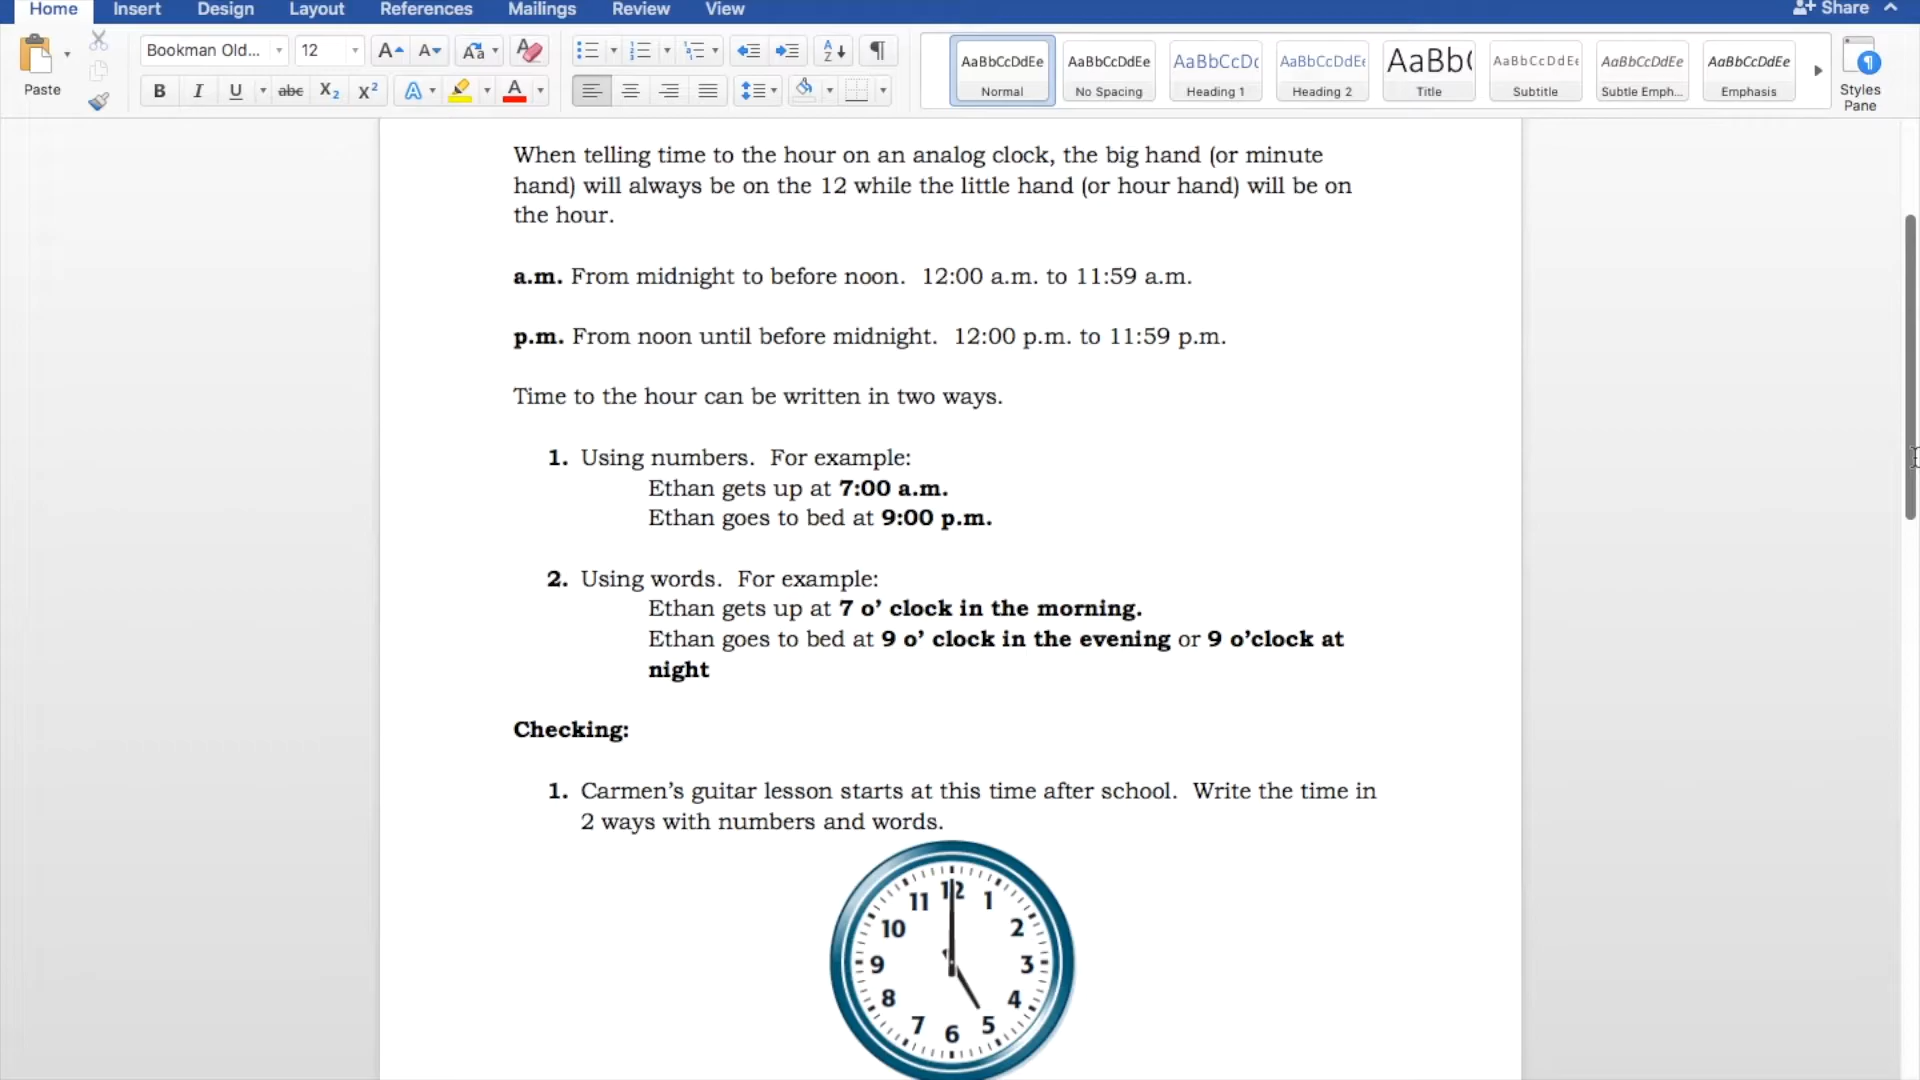 Home Insert Design Layout References Mailings Review View Share
Bookman Old... 12 A A Aa A
AaBbCcDdEe AaBbCcDdEe AaBbCcDc AaBbCcDdEe AaBb( AaBbCcDdEe AaBbCcDdEe AaBbCcDdEe
Paste B I U abc X2 X2 A A Normal No Spacing Heading 1 Heading 2 Title Subtitle Subtle Emph... Emphasis Styles
Pane
When telling time to the hour on an analog clock, the big hand (or minute
hand) will always be on the 12 while the little hand (or hour hand) will be on
the hour.
a.m. From midnight to before noon. 12:00 a.m. to 11:59 a.m.
p.m. From noon until before midnight. 12:00 p.m. to 11:59 p.m.
Time to the hour can be written in two ways.
1. Using numbers. For example:
Ethan gets up at 7:00 a.m.
Ethan goes to bed at 9:00 p.m.
2. Using words. For example:
Ethan gets up at 7 o’ clock in the morning.
Ethan goes to bed at 9 o’ clock in the evening or 9 o’clock at
night
Checking:
1. Carmen’s guitar lesson starts at this time after school. Write the time in
2 ways with numbers and words.
12
11 1
10 2
9 3
8 4
7 5
6